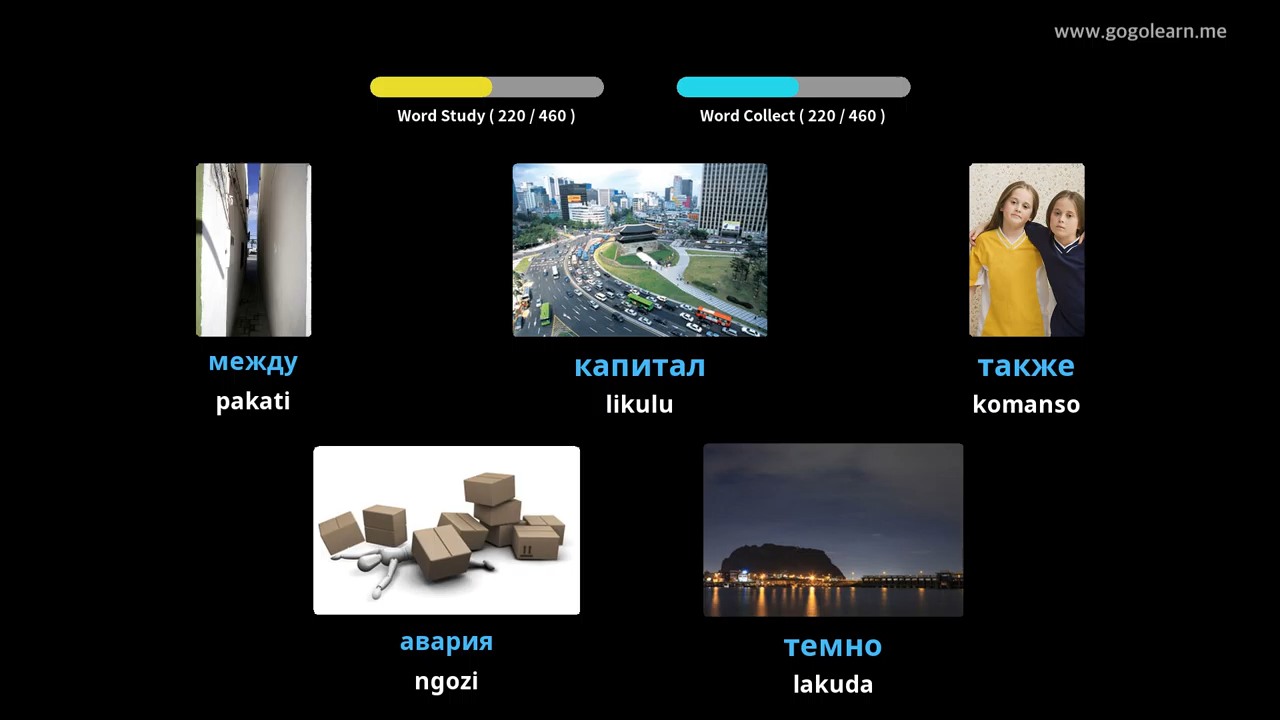 www.gogolearn.me
Word Study ( 220 / 460 )
Word Collect ( 220 / 460 )
между
pakati
капитал
likulu
также
komanso
авария
ngozi
темно
lakuda